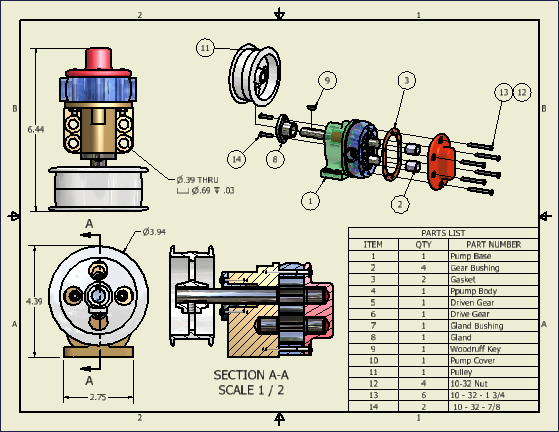 2
1
11
9
3
13
12
B
B
6.44
14
8
1
2
Ø.39 THRU
⌴ Ø.69 ↧ .03
A
Ø3.94
4.39
A
A
A
2.75
SECTION A-A
SCALE 1 / 2
PARTS LIST
ITEM QTY PART NUMBER
1 1 Pump Base
2 4 Gear Bushing
3 2 Gasket
4 1 Ppump Body
5 1 Driven Gear
6 1 Drive Gear
7 1 Gland Bushing
8 1 Gland
9 1 Woodruff Key
10 1 Pump Cover
11 1 Pulley
12 4 10-32 Nut
13 6 10 - 32 - 1 3/4
14 2 10 - 32 - 7/8
2
1